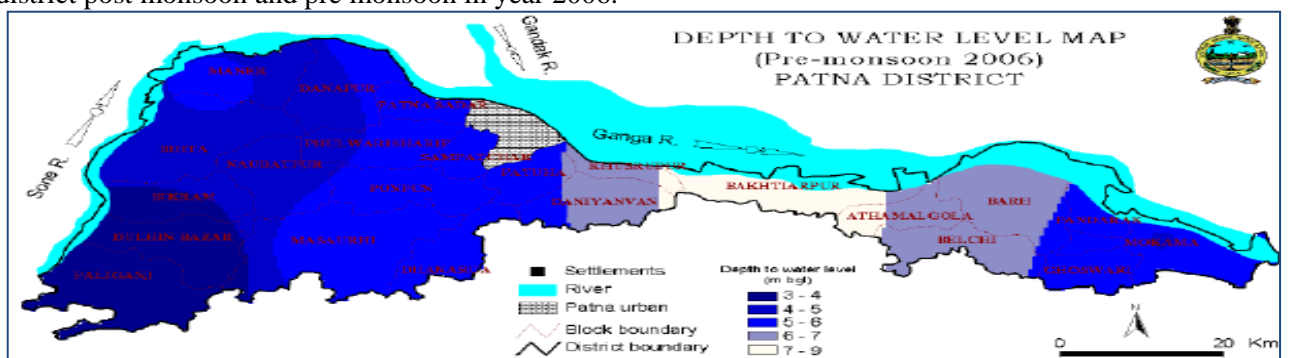 district post monsoon and pre monsoon in year 2006.
DEPTH TO WATER LEVEL MAP
(Pre-monsoon 2006)
PATNA DISTRICT
Gandak R.
Sone R.
Ganga R.
MANER
DANAPUR
PATNA SADAR
BIHTA
NAUBATPUR
PHULWARISHARIF
SAMPATCHAK
FATUHA
KHUSRUPUR
BAKHTIARPUR
BIKRAM
PUNPUN
DANIYANVAN
ATHAMALGOLA
BARH
PANDARAK
DULHIN BAZAR
MASAURHI
BELCHI
MOKAMA
PALIGANJ
DHANARUA
GHOSWARI
Settlements
River
Patna urban
Block boundary
District boundary
Depth to water level
(m bgl)
3 - 4
4 - 5
5 - 6
6 - 7
7 - 9
N
0 20 Km